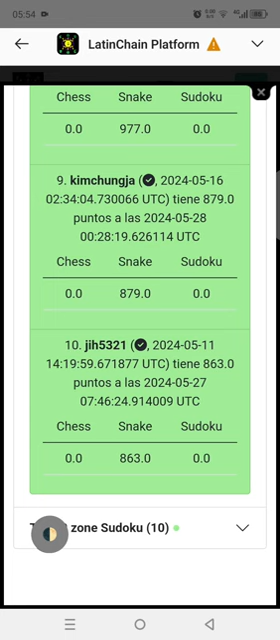 05:54
LatinChain Platform
Chess Snake Sudoku
0.0 977.0 0.0
9. kimchungja (, 2024-05-16
02:34:04.730066 UTC) tiene 879.0
puntos a las 2024-05-28
00:28:19.626114 UTC
Chess Snake Sudoku
0.0 879.0 0.0
10. jih5321 (, 2024-05-11
14:19:59.671877 UTC) tiene 863.0
puntos a las 2024-05-27
07:46:24.914009 UTC
Chess Snake Sudoku
0.0 863.0 0.0
zone Sudoku (10)